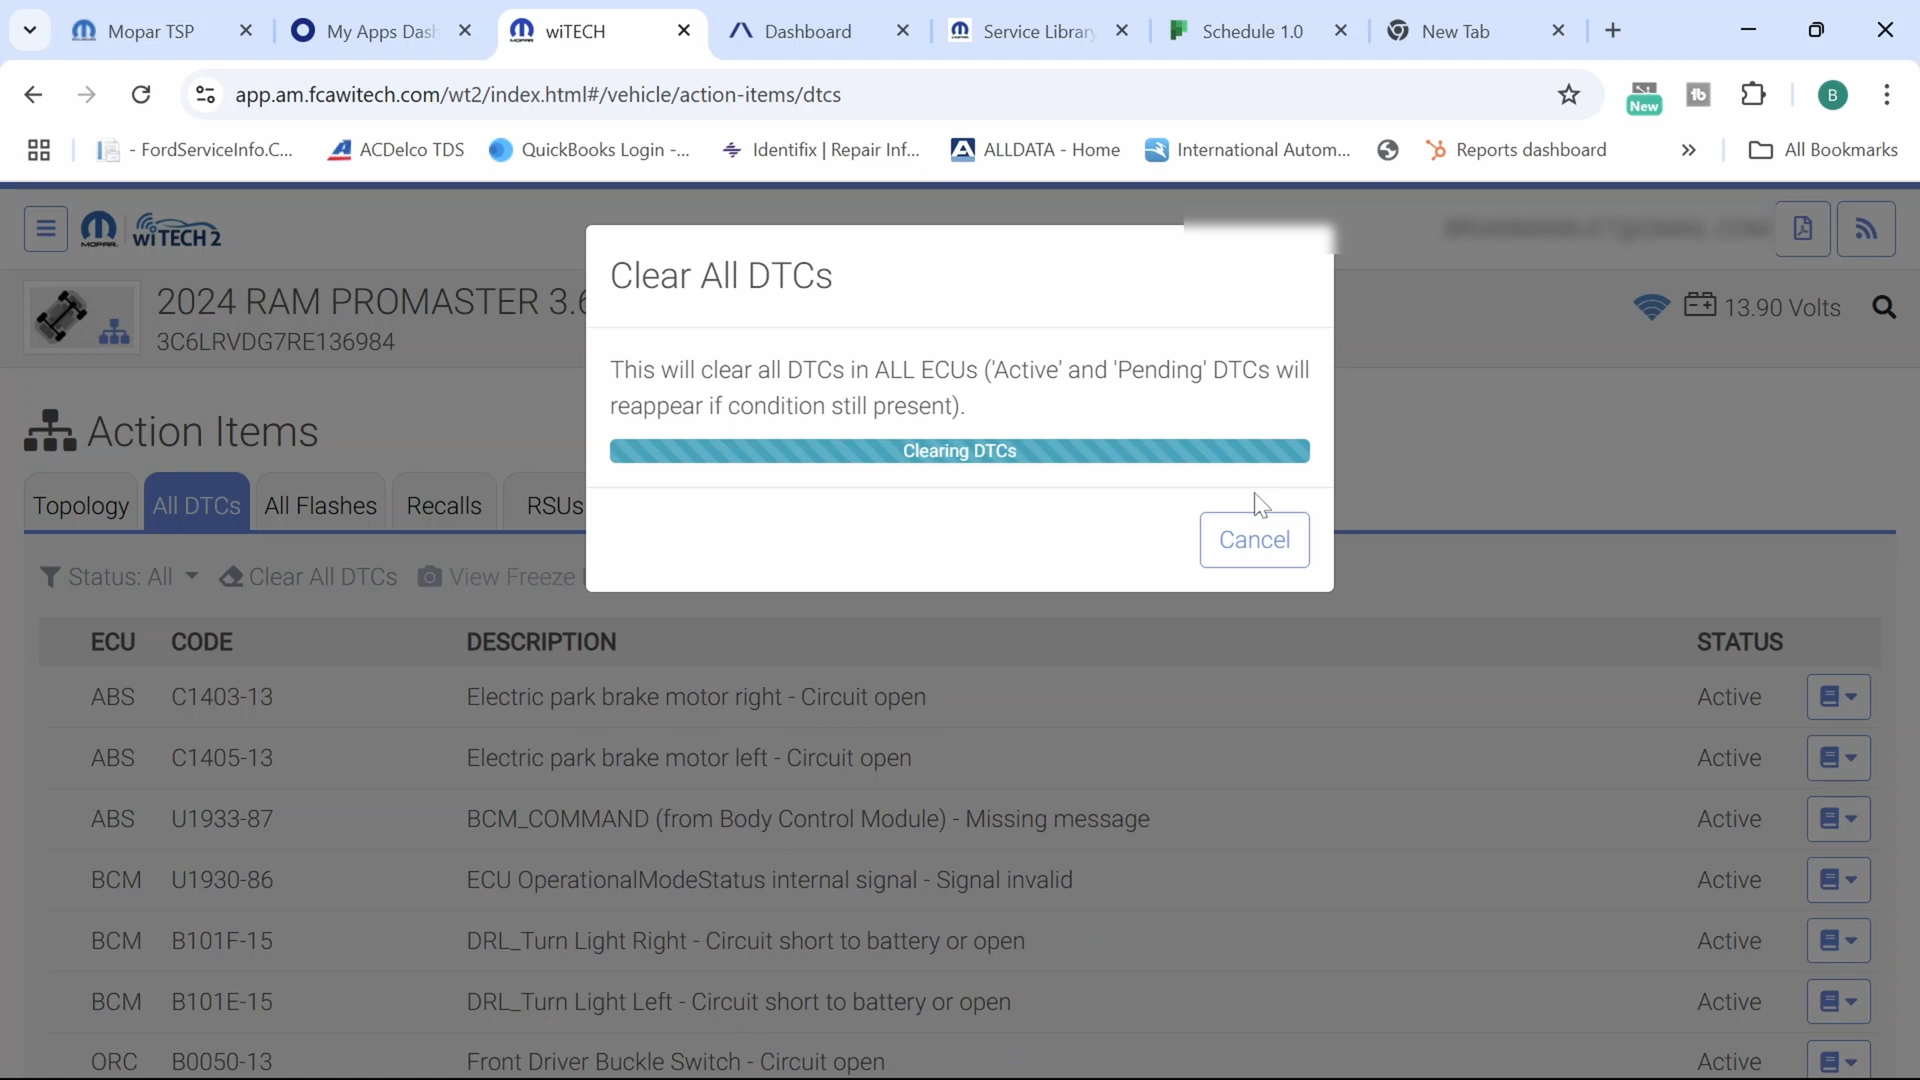 Mopar TSP
My Apps Dash
wiTECH
Dashboard
Service Library
Schedule 1.0
New Tab
app.am.fcawitech.com/wt2/index.html#/vehicle/action-items/dtcs
New
B
- FordServiceInfo.C...
ACDelco TDS
QuickBooks Login -...
Identifix | Repair Inf...
ALLDATA - Home
International Autom...
Reports dashboard
All Bookmarks
MOPAR
wiTECH 2
Clear All DTCs
2024 RAM PROMASTER 3.6
3C6LRVDG7RE136984
13.90 Volts
This will clear all DTCs in ALL ECUs ('Active' and 'Pending' DTCs will
reappear if condition still present).
Clearing DTCs
Cancel
Action Items
Topology
All DTCs
All Flashes
Recalls
RSUs
Status: All
Clear All DTCs
View Freeze
ECU CODE DESCRIPTION STATUS
ABS C1403-13 Electric park brake motor right - Circuit open Active
ABS C1405-13 Electric park brake motor left - Circuit open Active
ABS U1933-87 BCM_COMMAND (from Body Control Module) - Missing message Active
BCM U1930-86 ECU OperationalModeStatus internal signal - Signal invalid Active
BCM B101F-15 DRL_Turn Light Right - Circuit short to battery or open Active
BCM B101E-15 DRL_Turn Light Left - Circuit short to battery or open Active
ORC B0050-13 Front Driver Buckle Switch - Circuit open Active